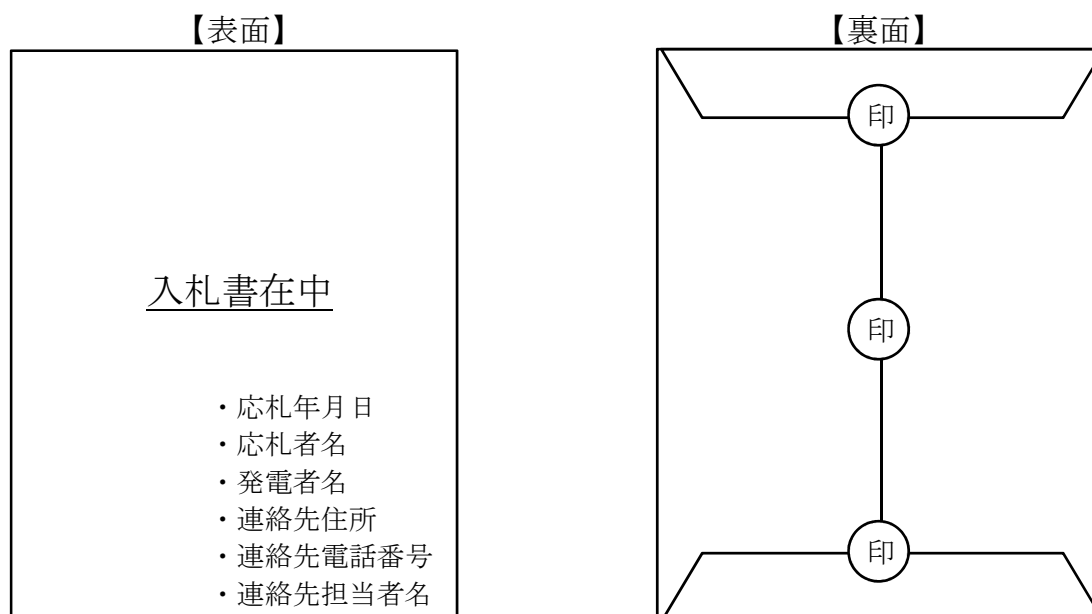 【表面】
入札書在中
・応札年月日
・応札者名
・発電者名
・連絡先住所
・連絡先電話番号
・連絡先担当者名
【裏面】
印
印
印